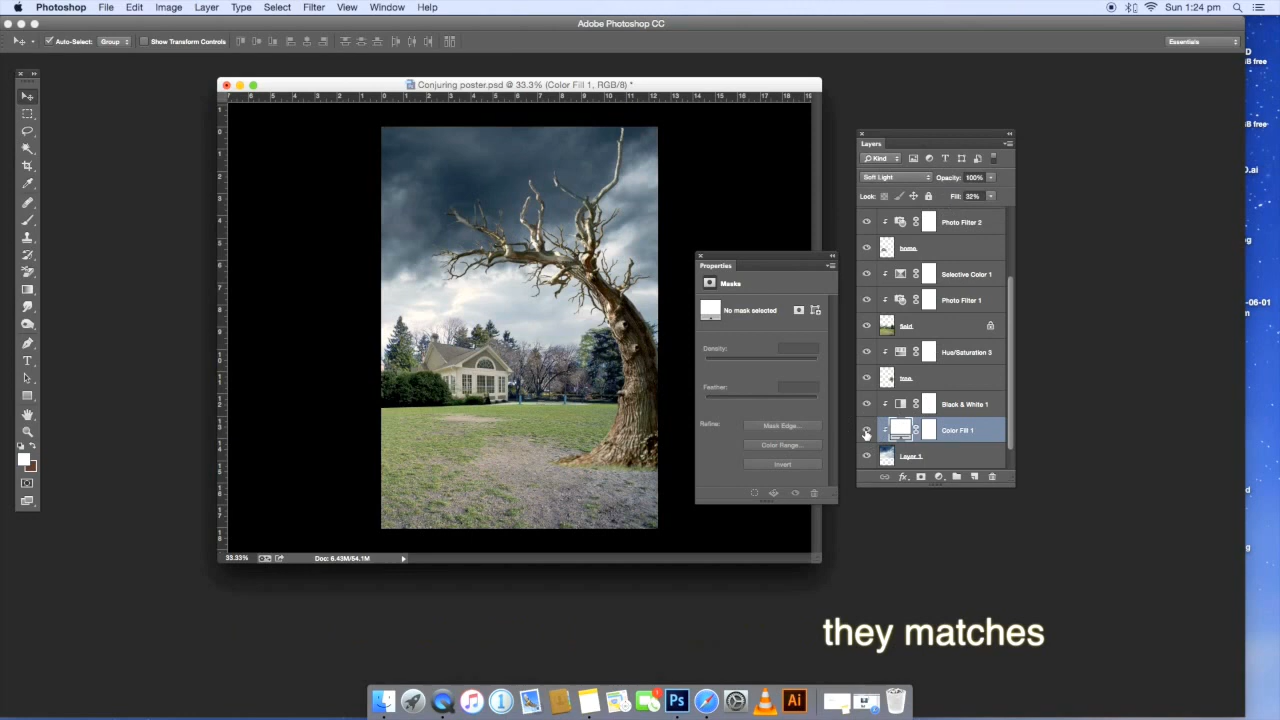 Photoshop File Edit Image Layer Type Select Filter View Window Help Sun 1:24 pm
Adobe Photoshop CC
Auto-Select: Group Show Transform Controls Essentials
Conjuring poster.psd @ 33.3% (Color Fill 1, RGB/8) *
Layers
Kind
Soft Light Opacity: 100%
Lock: Fill: 32%
Photo Filter 2
home
Selective Color 1
Photo Filter 1
field
Hue/Saturation 3
tree
Black & White 1
Color Fill 1
Layer 1
Properties
Masks
No mask selected
Density:
Feather:
Refine: Mask Edge...
Color Range...
Invert
33.33% Doc: 6.43M/54.1M
they matches
Ps Ai